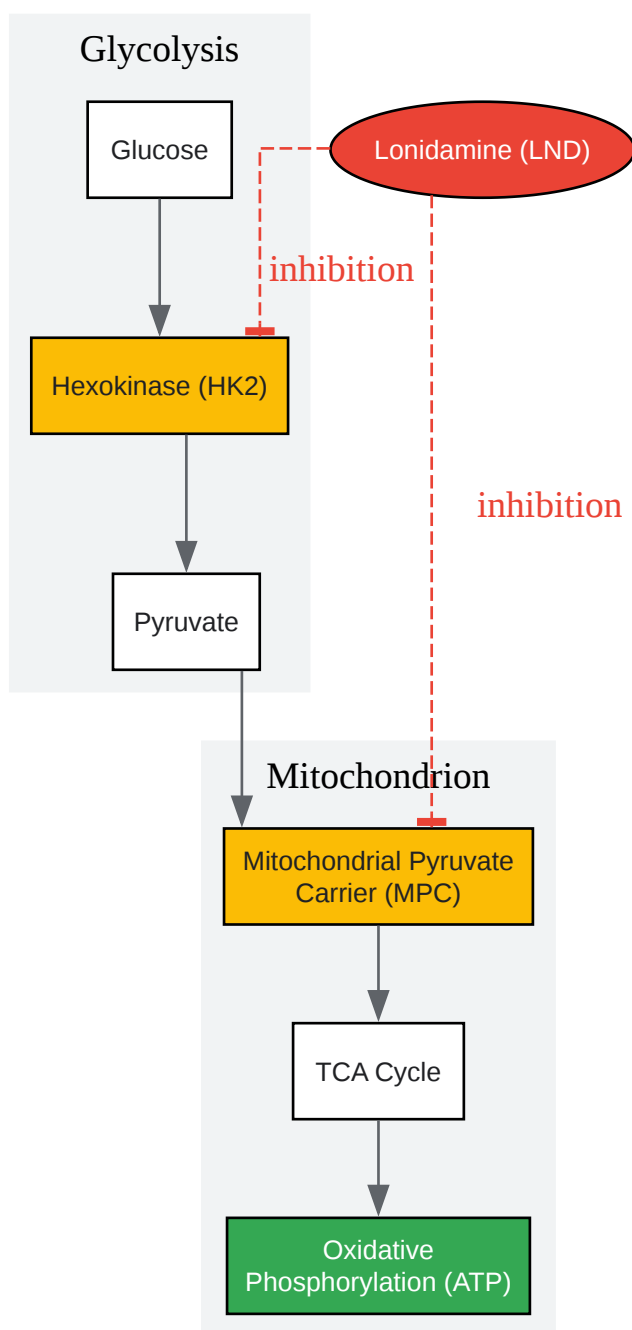 Glycolysis
Glucose
Lonidamine (LND)
inhibition
Hexokinase (HK2)
inhibition
Pyruvate
Mitochondrion
Mitochondrial Pyruvate
Carrier (MPC)
TCA Cycle
Oxidative
Phosphorylation (ATP)